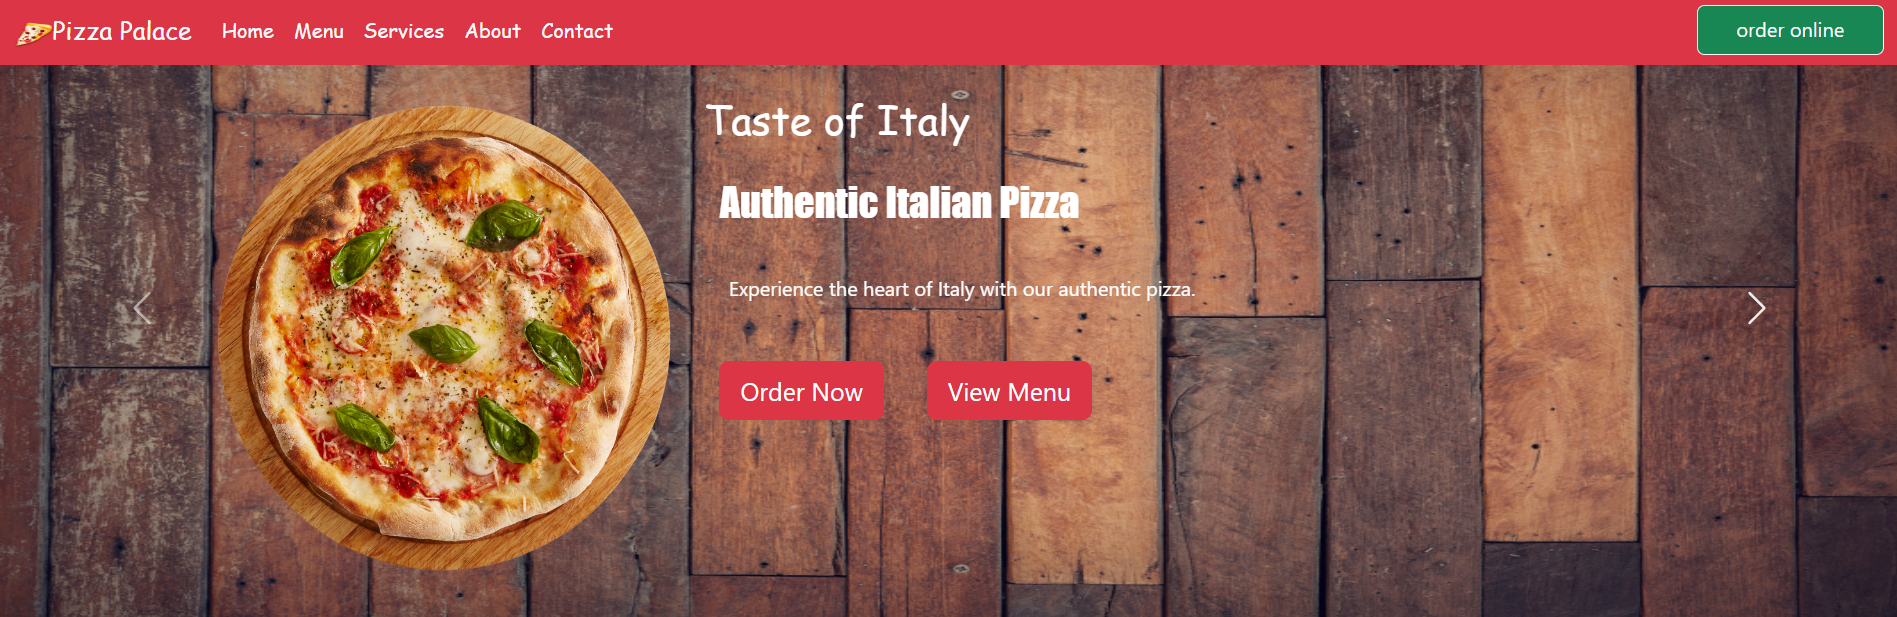 Pizza Palace Home Menu Services About Contact order online
Taste of Italy
Authentic Italian Pizza
Experience the heart of Italy with our authentic pizza.
Order Now View Menu